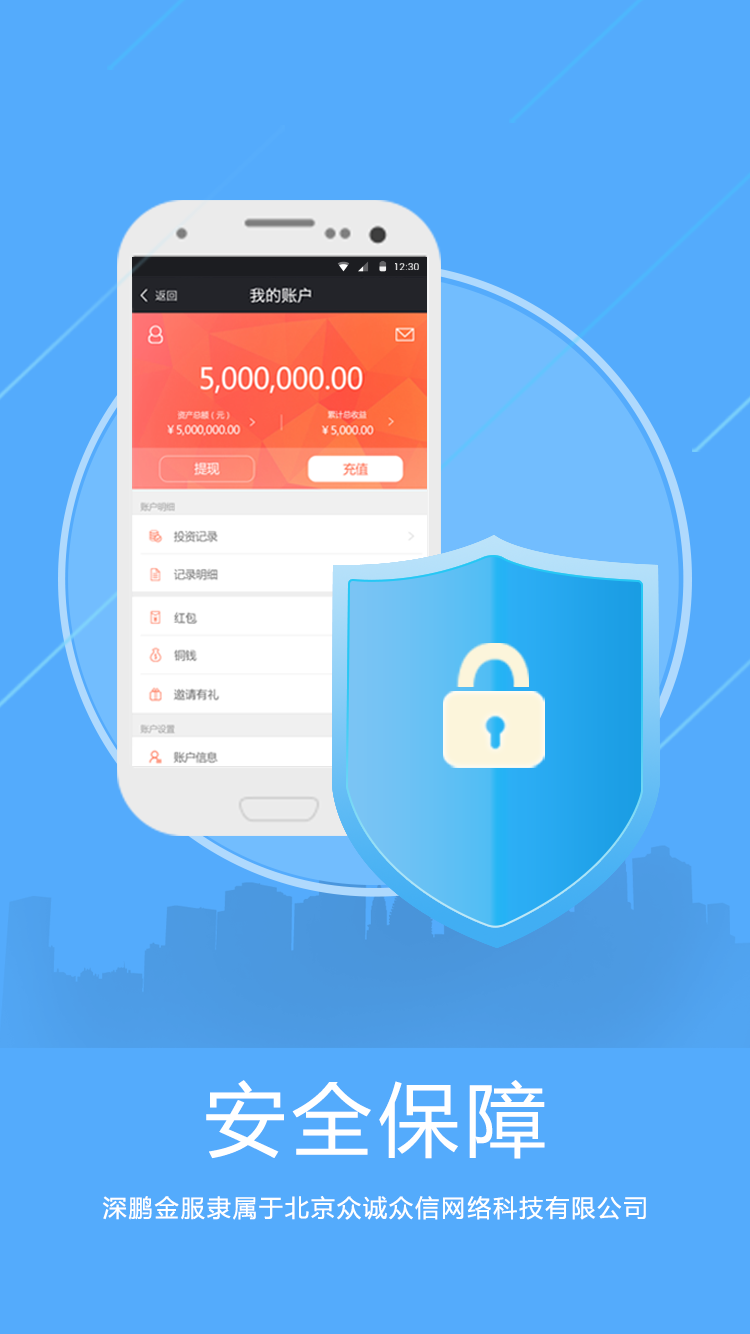 12:30
返回 我的账户
5,000,000.00
资产总额（元） 累计总收益
¥5,000,000.00 ¥5,000.00
提现 充值
账户明细
投资记录
记录明细
红包
铜钱
邀请有礼
账户设置
账户信息
安全保障
深鹏金服隶属于北京众诚众信网络科技有限公司